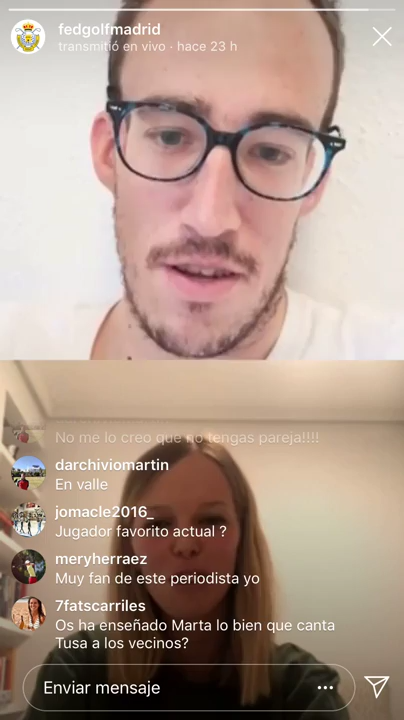 fedgolfmadrid
transmitió en vivo · hace 23 h
No me lo creo que no tengas pareja!!!!
darchiviomartin
En valle
jomacle2016_
Jugador favorito actual ?
meryherraez
Muy fan de este periodista yo
7fatscarriles
Os ha enseñado Marta lo bien que canta
Tusa a los vecinos?
Enviar mensaje